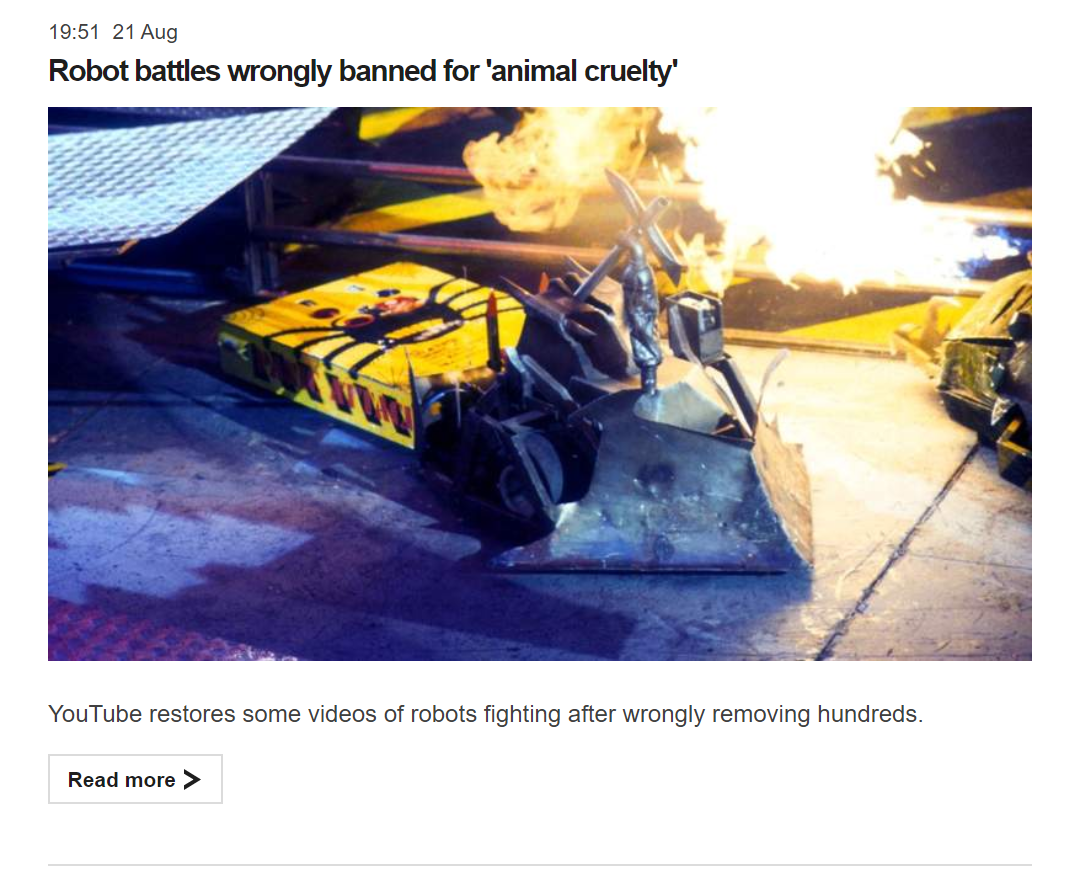 19:51 21 Aug
Robot battles wrongly banned for 'animal cruelty'
YouTube restores some videos of robots fighting after wrongly removing hundreds.
Read more